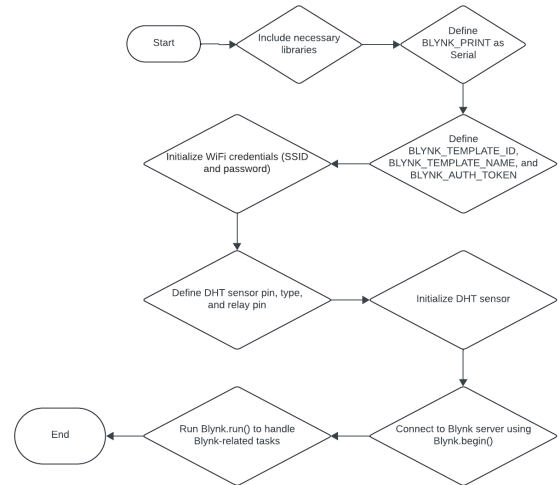 Start
Include necessary
libraries
Define
BLYNK_PRINT as
Serial
Define
BLYNK_TEMPLATE_ID,
BLYNK_TEMPLATE_NAME, and
BLYNK_AUTH_TOKEN
Initialize WiFi credentials (SSID
and password)
Define DHT sensor pin, type,
and relay pin
Initialize DHT sensor
Connect to Blynk server using
Blynk.begin()
Run Blynk.run() to handle
Blynk-related tasks
End